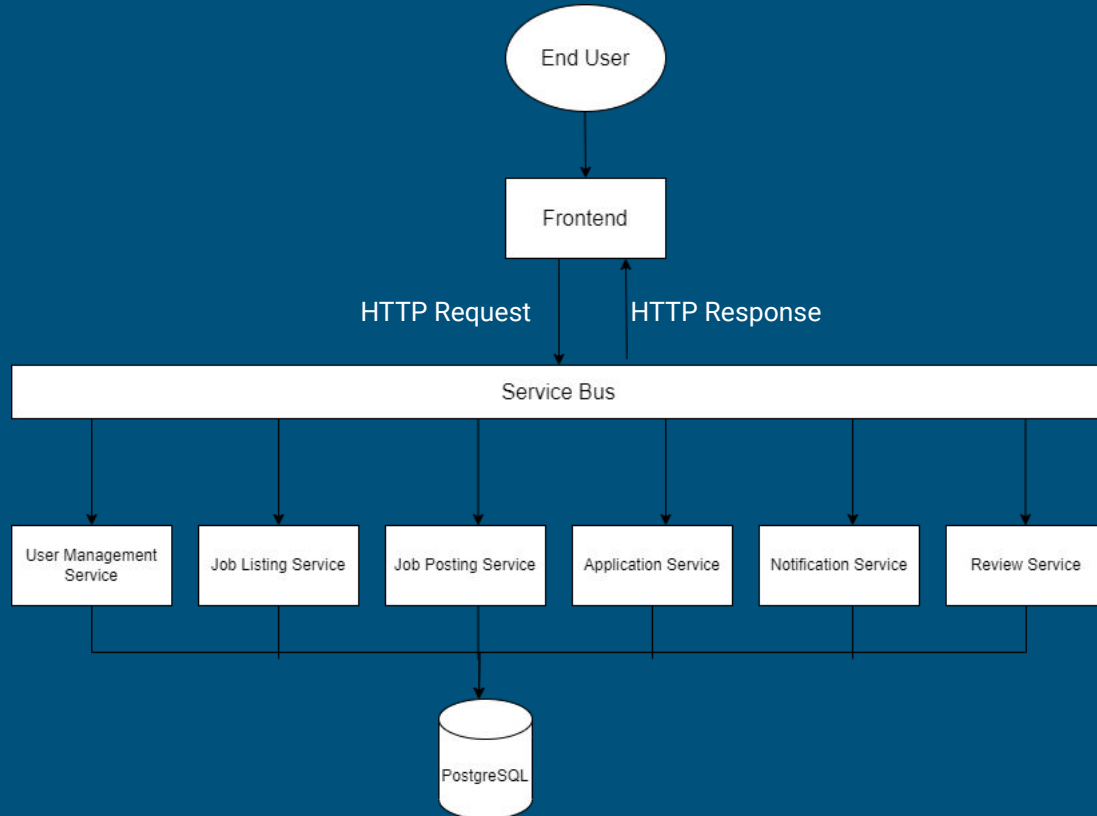 End User
Frontend
HTTP Request
HTTP Response
Service Bus
User Management
Service
Job Listing Service
Job Posting Service
Application Service
Notification Service
Review Service
PostgreSQL